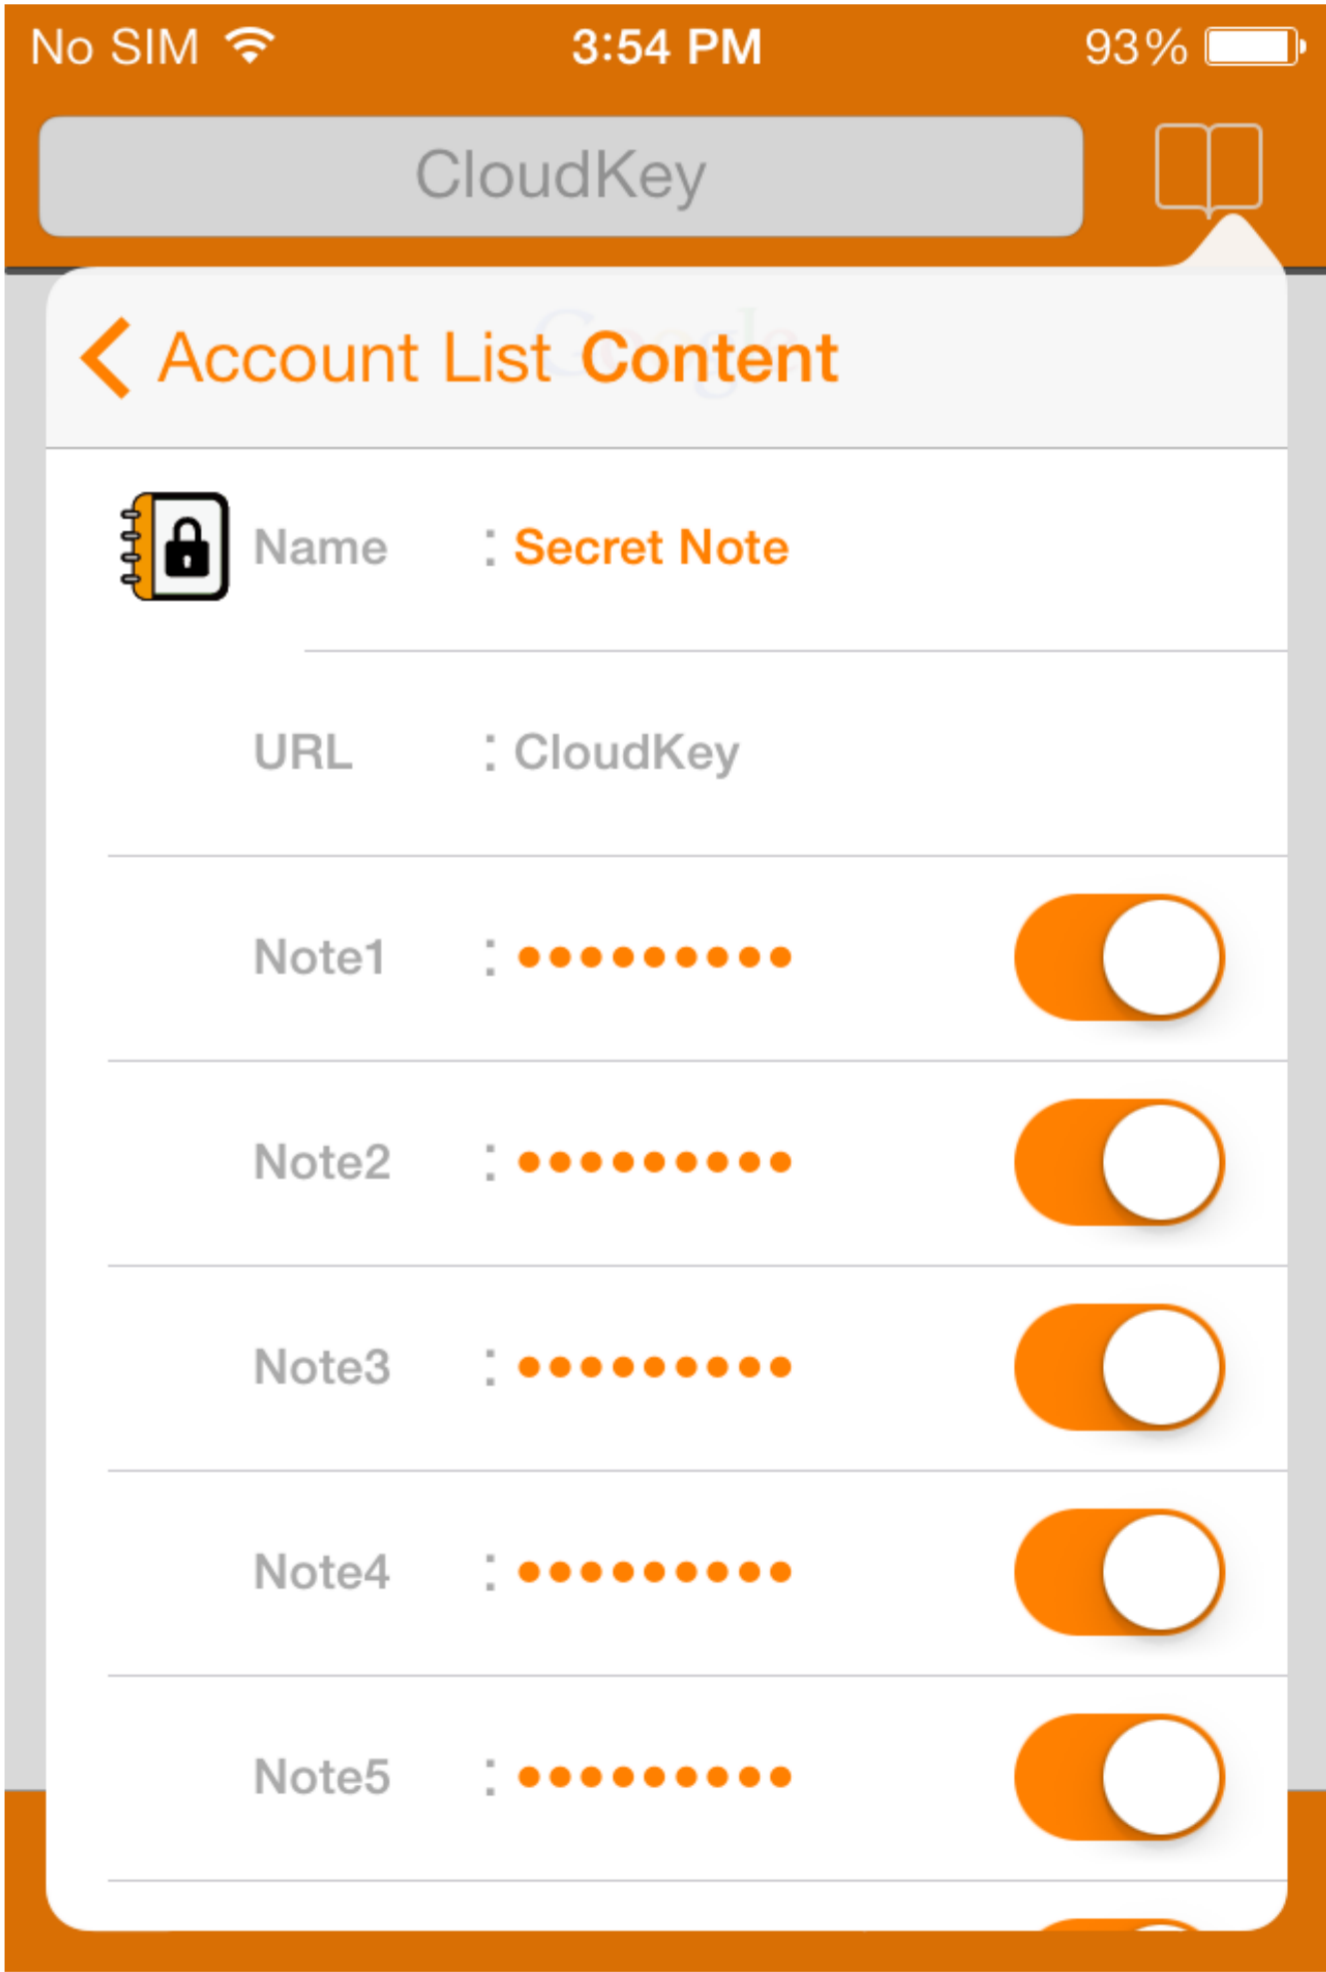 No SIM 3:54 PM 93%
CloudKey
Google
Account List Content
Name : Secret Note
URL : CloudKey
Note1 : •••••••••
Note2 : •••••••••
Note3 : •••••••••
Note4 : •••••••••
Note5 : •••••••••